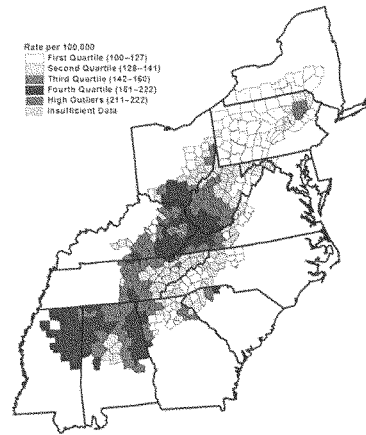 Rate per 100,000
First Quartile (100–127)
Second Quartile (128–141)
Third Quartile (142–160)
Fourth Quartile (161–222)
High Outliers (211–222)
Insufficient Data